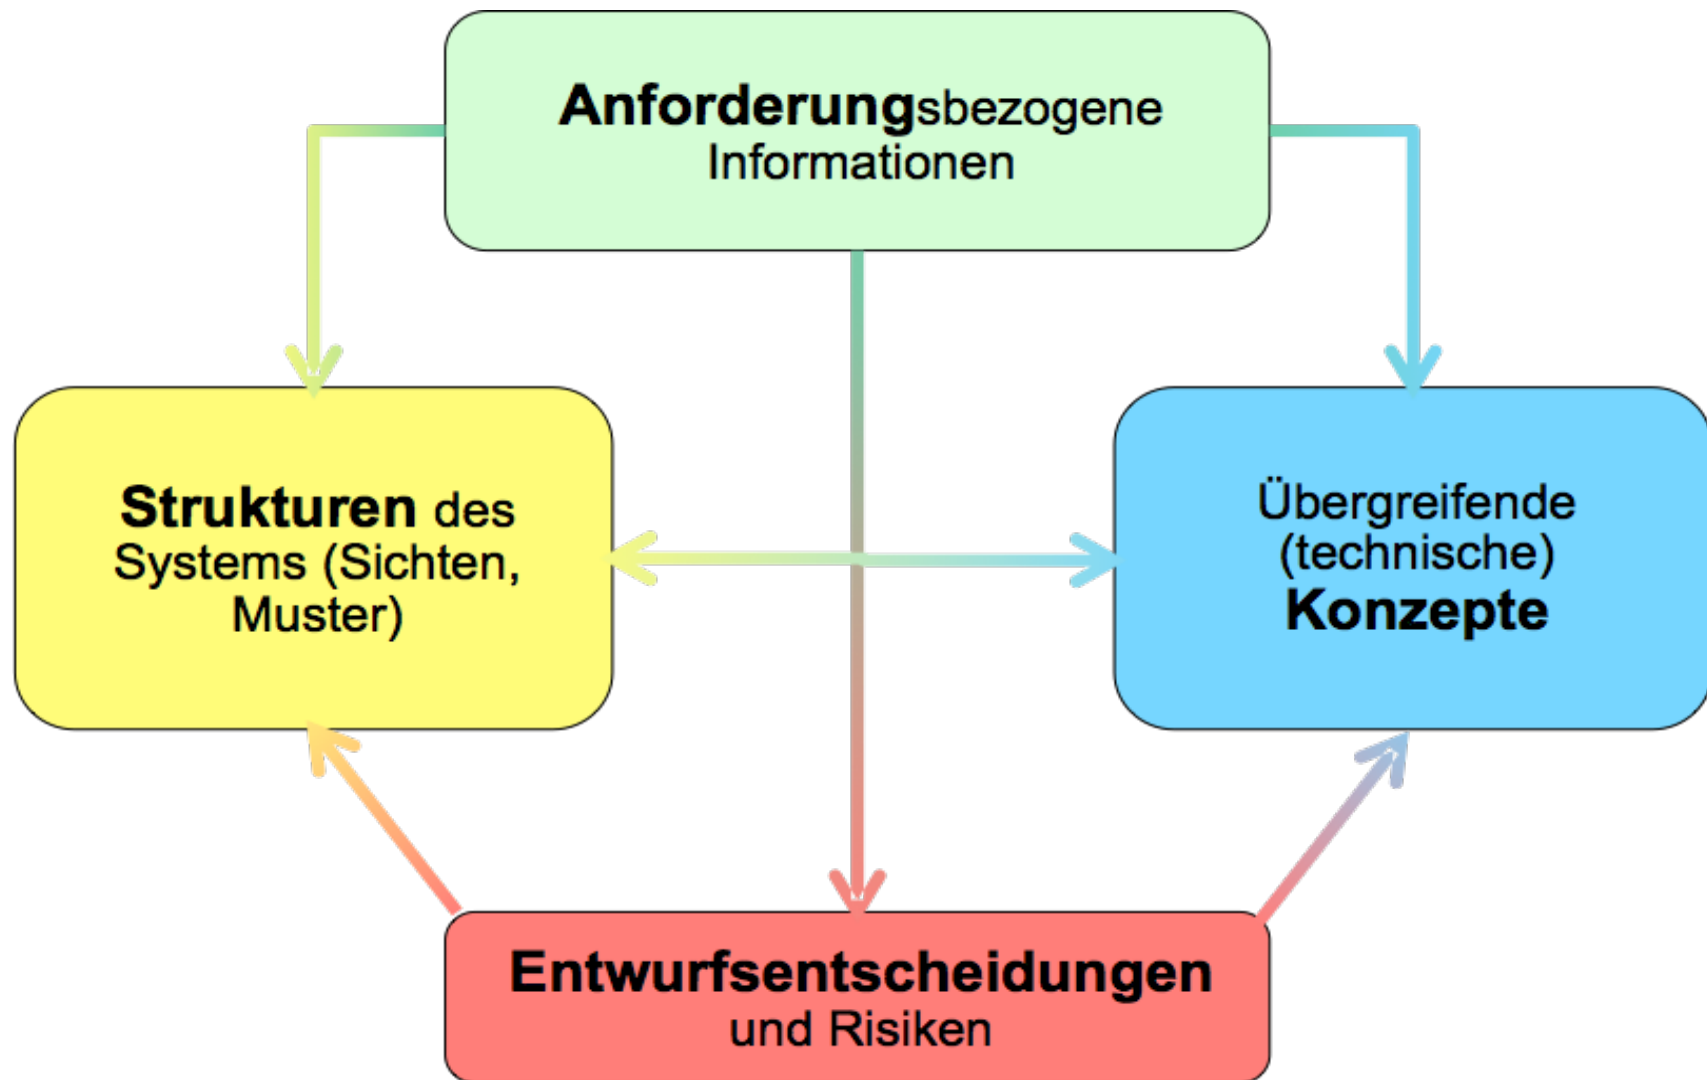 Anforderungsbezogene
Informationen
Strukturen des
Systems (Sichten,
Muster)
Übergreifende
(technische)
Konzepte
Entwurfsentscheidungen
und Risiken